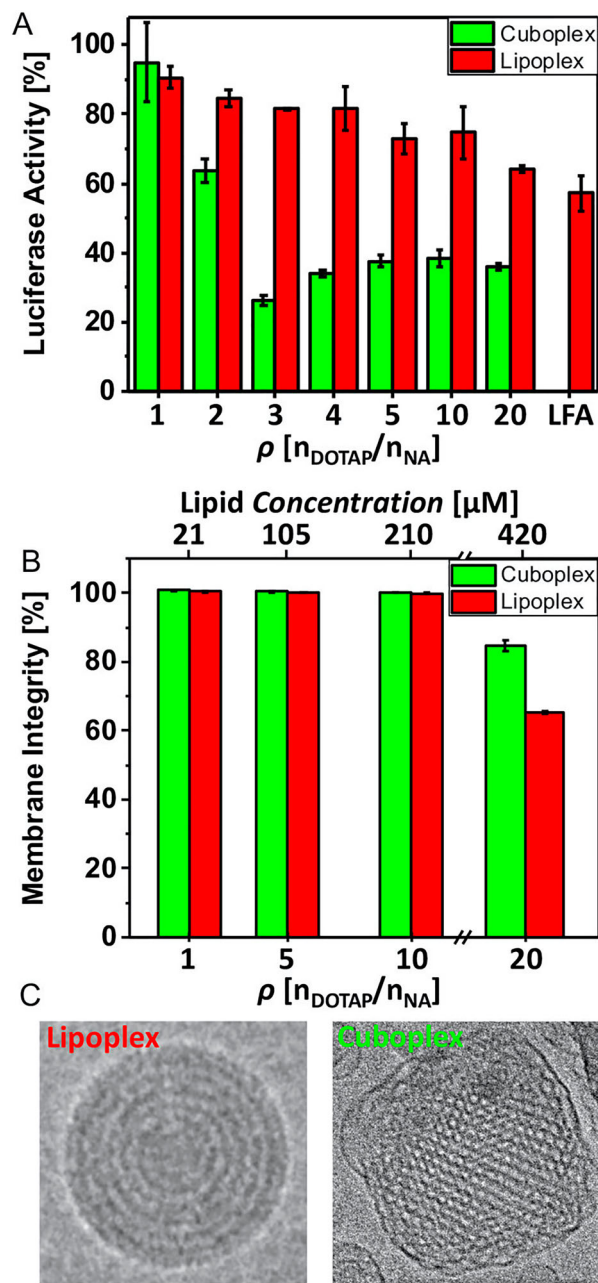 A
Luciferase Activity [%]
100
80
60
40
20
0
Cuboplex
Lipoplex
1 2 3 4 5 10 20 LFA
ρ [nDOTAP/nNA]
Lipid Concentration [μM]
21 105 210 420
B
Membrane Integrity [%]
100
80
60
40
20
0
Cuboplex
Lipoplex
1 5 10 20
ρ [nDOTAP/nNA]
C
Lipoplex
Cuboplex